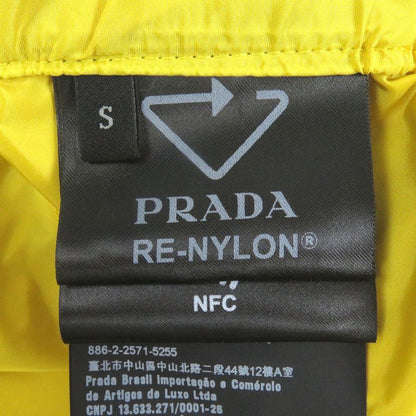 S
PRADA
RE-NYLON®
NFC
886-2-2571-5255
臺北市中山區中山北路二段44號12樓A室
Prada Brasil Importação e Comércio
de Artigos de Luxo Ltda
CNPJ 13.633.271/0001-26